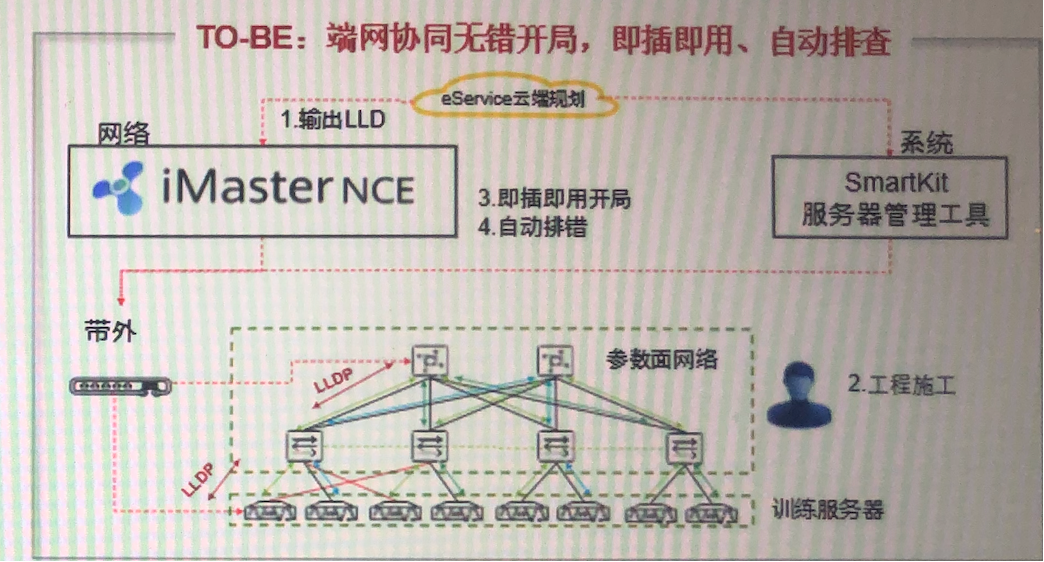 TO-BE：端网协同无错开局，即插即用、自动排查
eService云端规划
1.输出LLD
网络
系统
iMaster NCE
SmartKit
服务器管理工具
3.即插即用开局
4.自动排错
带外
参数面网络
LLDP
2.工程施工
LLDP
训练服务器